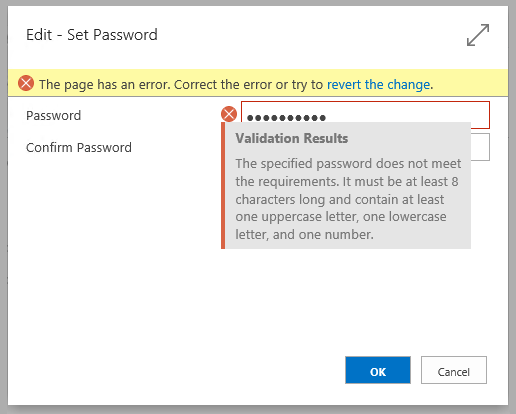 Edit - Set Password
The page has an error. Correct the error or try to revert the change.
Password
●●●●●●●●●●
Confirm Password
Validation Results
The specified password does not meet
the requirements. It must be at least 8
characters long and contain at least
one uppercase letter, one lowercase
letter, and one number.
OK
Cancel